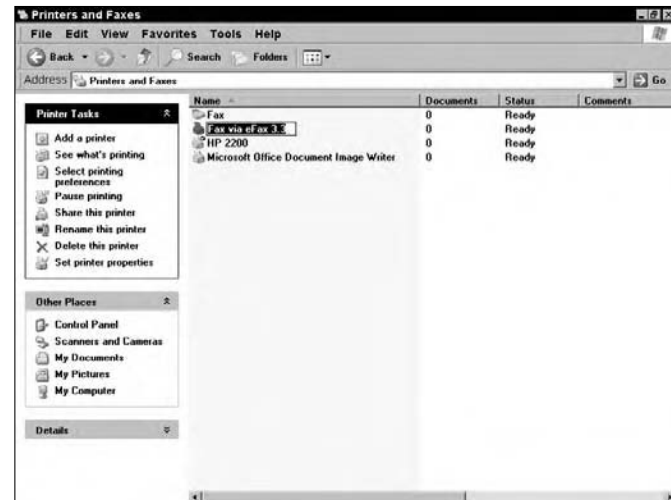 Printers and Faxes
File Edit View Favorites Tools Help
Back Search Folders
Address Printers and Faxes Go
Printer Tasks
Add a printer
See what's printing
Select printing
preferences
Pause printing
Share this printer
Rename this printer
Delete this printer
Set printer properties
Other Places
Control Panel
Scanners and Cameras
My Documents
My Pictures
My Computer
Details
Name Documents Status Comments
Fax 0 Ready
Fax via eFax 3.3 0 Ready
HP 2200 0 Ready
Microsoft Office Document Image Writer 0 Ready